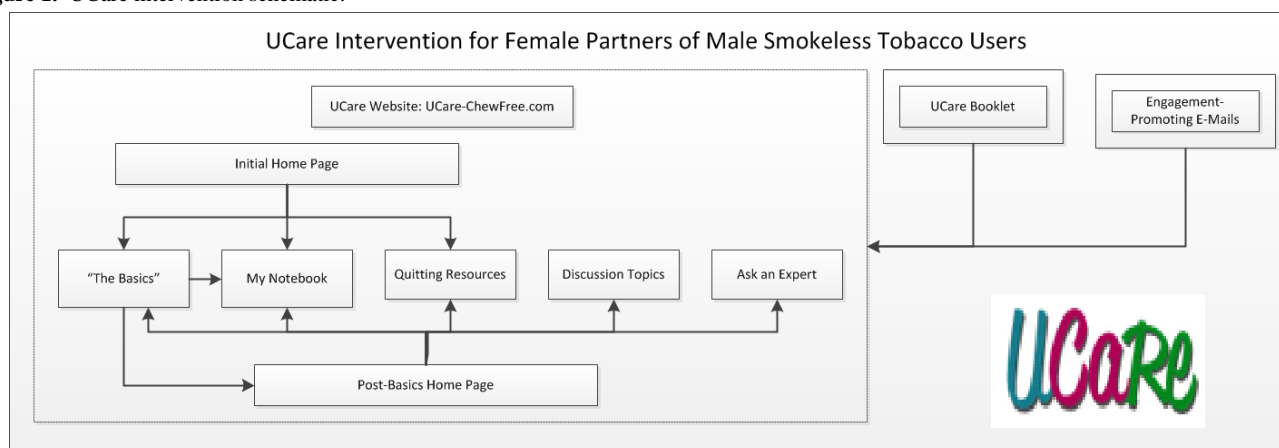 UCare Intervention for Female Partners of Male Smokeless Tobacco Users
UCare Website: UCare-ChewFree.com
UCare Booklet
Engagement-
Promoting E-Mails
Initial Home Page
"The Basics"
My Notebook
Quitting Resources
Discussion Topics
Ask an Expert
Post-Basics Home Page
UCaRe